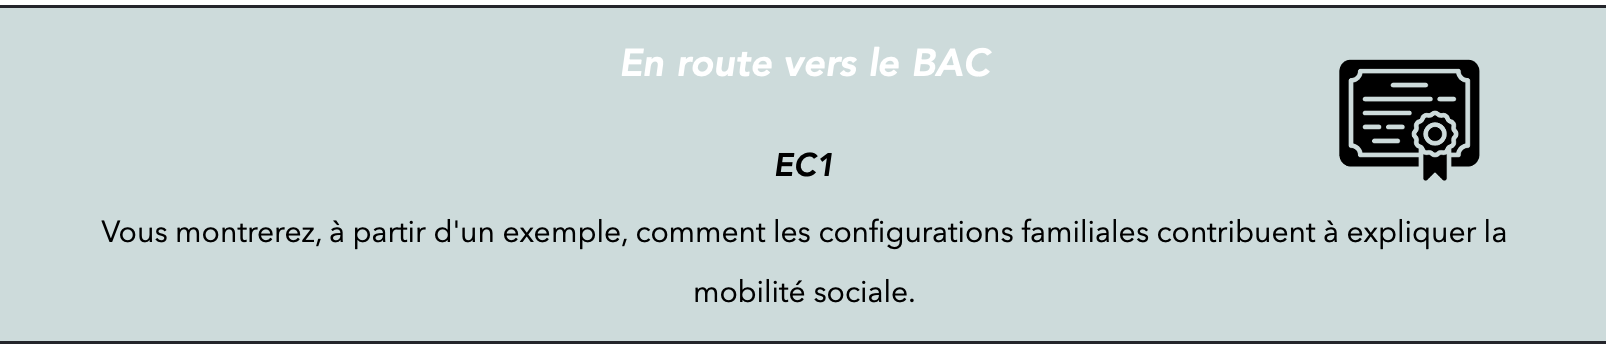 En route vers le BAC
EC1
Vous montrerez, à partir d'un exemple, comment les configurations familiales contribuent à expliquer la
mobilité sociale.